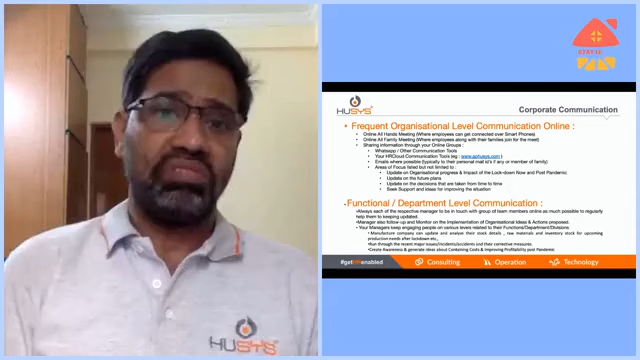 STAY IE
HUSYS
Corporate Communication
• Frequent Organisational Level Communication Online :
• Online All Hands Meeting (Where employees can get connected over Smart Phones)
• Online All Family Meeting (Where employees along with their families join for the meet)
• Sharing information through your Online Groups:
• Whatsapp / Other Communication Tools
• Your HRCloud Communication Tools (eg : www.pphusys.com )
• Emails where possible (typically to their personal mail id's if any or member of family)
• Areas of Focus listed but not limited to :
• Update on Organisational progress & Impact of the Lock-down Now and Post Pandemic
• Update on the future plans
• Update on the decisions that are taken from time to time
• Seek Support and Ideas for improving the situation
•Functional / Department Level Communication :
•Always each of the respective manager to be in touch with group of team members online as much possible to regularly
help them to keeping updated.
•Manager also follow up and Monitor on the Implementation of Organisational Ideas & Actions proposed.
•Your Managers keep engaging people on various levels related to their Functions/Department/Divisions
•Manufacture company can update and analyse their stock details , raw materials and inventory stock for upcoming
production needs after lockdown etc.,
•Run through the recent major issues/incidents/accidents and their corrective measures.
•Create Awareness & generate ideas about Containing Costs & improving Profitability post Pandemic
#getHRenabled
Consulting
Operation
Technology
HUSYS